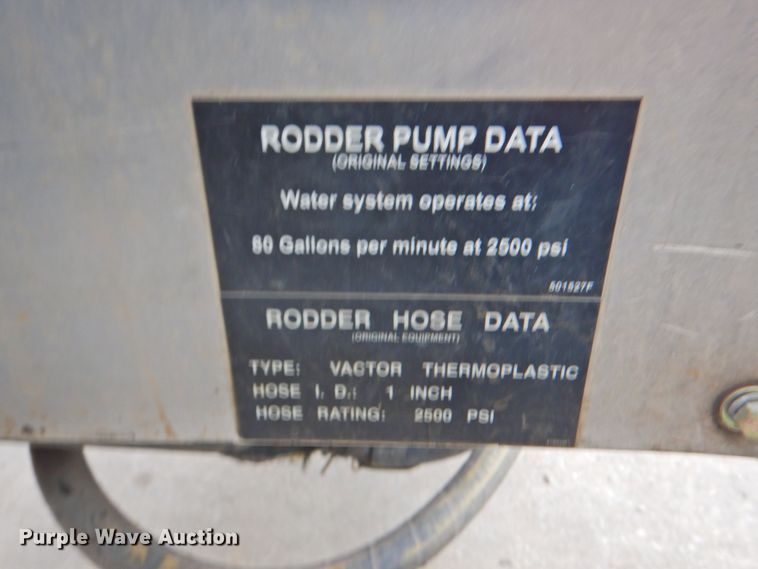 RODDER PUMP DATA
(ORIGINAL SETTINGS)
Water system operates at:
80 Gallons per minute at 2500 psi
501527F
RODDER HOSE DATA
(ORIGINAL EQUIPMENT)
TYPE: VACTOR THERMOPLASTIC
HOSE I. D.: 1 INCH
HOSE RATING: 2500 PSI
Purple Wave Auction